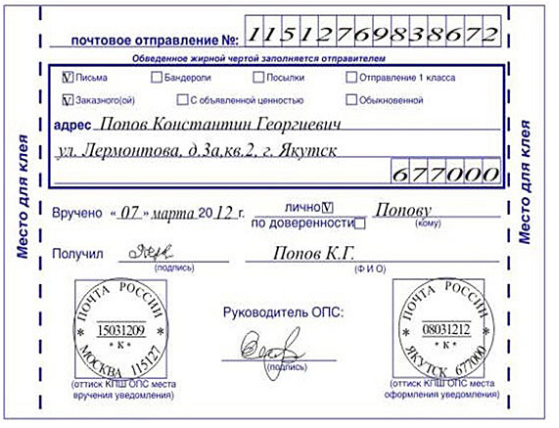 почтовое отправление №: 11512769838672
Обведенное жирной чертой заполняется отправителем
V Письма Бандероли Посылки Отправление 1 класса
V Заказного(ой) С объявленной ценностью Обыкновенной
адрес Попов Константин Георгиевич
ул. Лермонтова, д.3а,кв.2, г. Якутск
677000
Вручено «07» марта 2012 г. лично V Попову
по доверенности (кому)
Получил Попов К.Г.
(подпись) (Ф И О)
Место для клея
Место для клея
ПОЧТА РОССИИ
15031209
* К *
МОСКВА 115127
(оттиск КПШ ОПС места
вручения уведомления)
Руководитель ОПС:
(подпись)
ПОЧТА РОССИИ
08031212
* К *
ЯКУТСК 677000
(оттиск КПШ ОПС места
оформления уведомления)